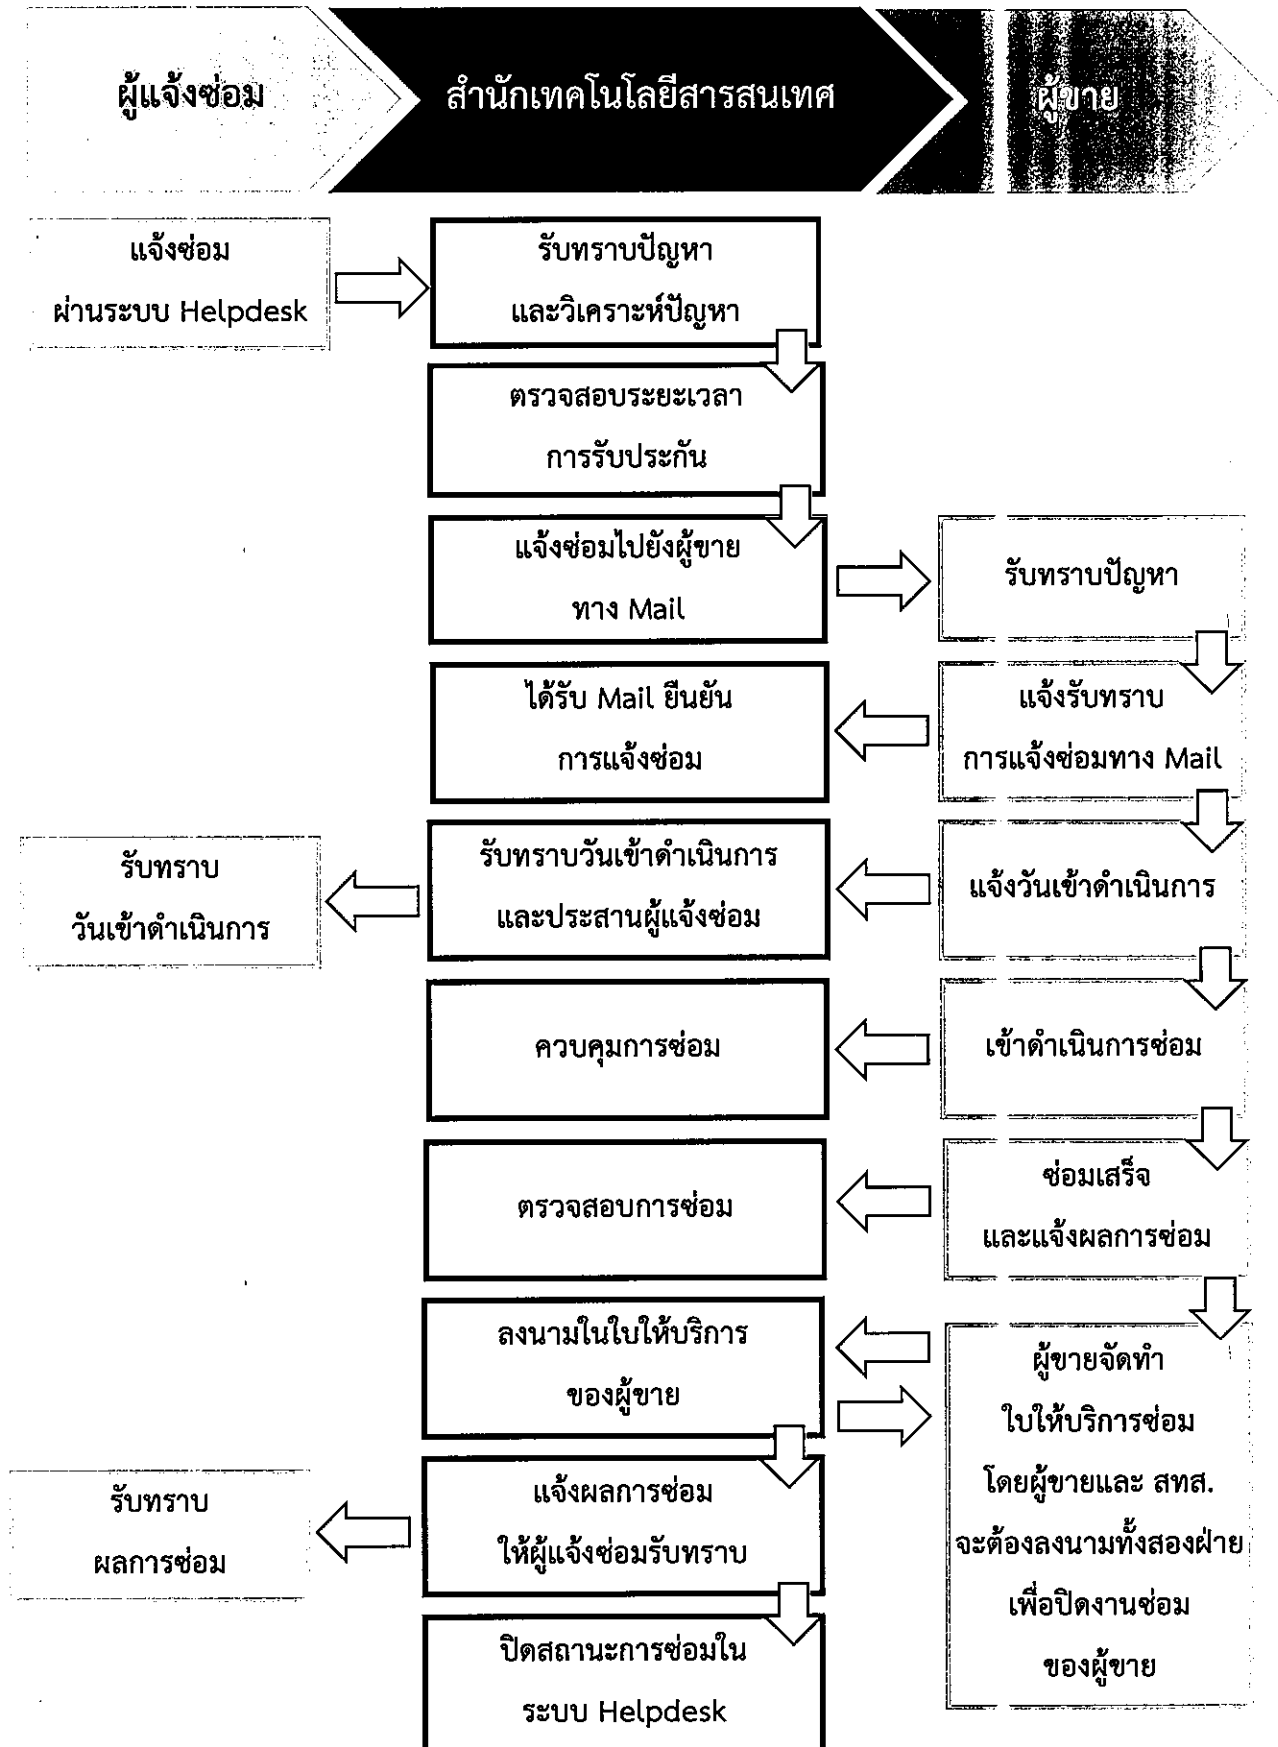 ผู้แจ้งซ่อม
สำนักเทคโนโลยีสารสนเทศ
ผู้ขาย
แจ้งซ่อม
ผ่านระบบ Helpdesk
รับทราบปัญหา
และวิเคราะห์ปัญหา
ตรวจสอบระยะเวลา
การรับประกัน
แจ้งซ่อมไปยังผู้ขาย
ทาง Mail
รับทราบปัญหา
ได้รับ Mail ยืนยัน
การแจ้งซ่อม
แจ้งรับทราบ
การแจ้งซ่อมทาง Mail
รับทราบ
วันเข้าดำเนินการ
รับทราบวันเข้าดำเนินการ
และประสานผู้แจ้งซ่อม
แจ้งวันเข้าดำเนินการ
ควบคุมการซ่อม
เข้าดำเนินการซ่อม
ตรวจสอบการซ่อม
ซ่อมเสร็จ
และแจ้งผลการซ่อม
ลงนามในใบให้บริการ
ของผู้ขาย
ผู้ขายจัดทำ
ใบให้บริการซ่อม
โดยผู้ขายและ สทส.
จะต้องลงนามทั้งสองฝ่าย
เพื่อปิดงานซ่อม
ของผู้ขาย
รับทราบ
ผลการซ่อม
แจ้งผลการซ่อม
ให้ผู้แจ้งซ่อมรับทราบ
ปิดสถานะการซ่อมใน
ระบบ Helpdesk